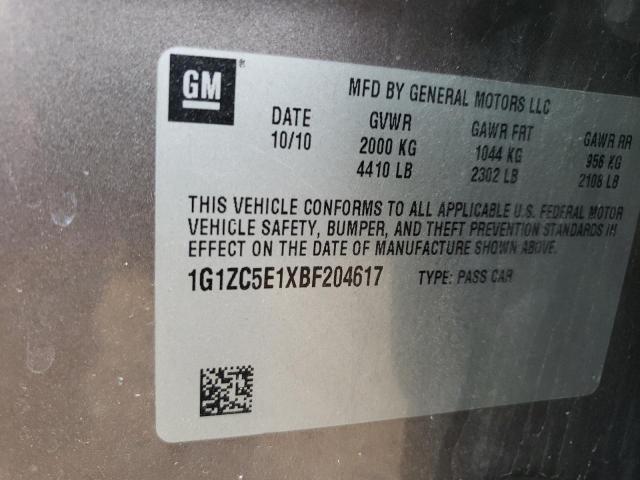 GM
MFD BY GENERAL MOTORS LLC
DATE GVWR GAWR FRT GAWR RR
10/10 2000 KG 1044 KG 956 KG
4410 LB 2302 LB 2108 LB
THIS VEHICLE CONFORMS TO ALL APPLICABLE U.S. FEDERAL MOTOR
VEHICLE SAFETY, BUMPER, AND THEFT PREVENTION STANDARDS IN
EFFECT ON THE DATE OF MANUFACTURE SHOWN ABOVE.
1G1ZC5E1XBF204617 TYPE: PASS CAR